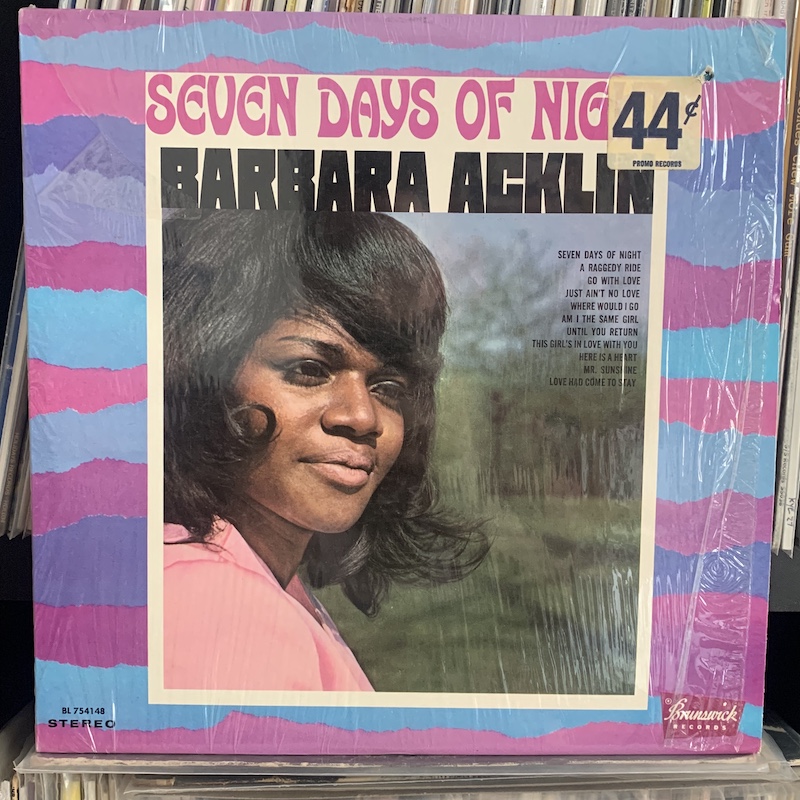 SEVEN DAYS OF NIG
44¢
PROMO RECORDS
BARBARA ACKLIN
SEVEN DAYS OF NIGHT
A RAGGEDY RIDE
GO WITH LOVE
JUST AIN'T NO LOVE
WHERE WOULD I GO
AM I THE SAME GIRL
UNTIL YOU RETURN
THIS GIRL'S IN LOVE WITH YOU
HERE IS A HEART
MR. SUNSHINE
LOVE HAD COME TO STAY
BL 754148
STEREO
® Brunswick
RECORDS